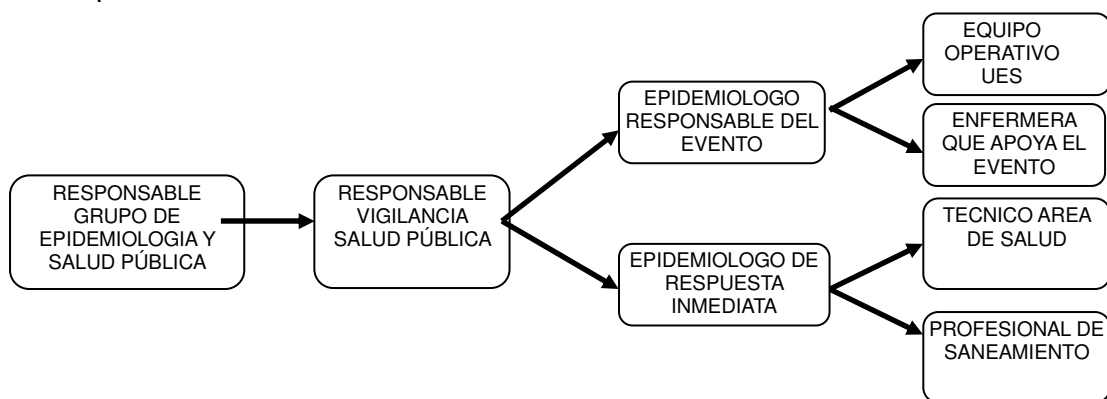 RESPONSABLE
GRUPO DE
EPIDEMIOLOGIA Y
SALUD PÚBLICA
RESPONSABLE
VIGILANCIA
SALUD PÚBLICA
EPIDEMIOLOGO
RESPONSABLE DEL
EVENTO
EPIDEMIOLOGO DE
RESPUESTA
INMEDIATA
EQUIPO
OPERATIVO
UES
ENFERMERA
QUE APOYA EL
EVENTO
TECNICO AREA
DE SALUD
PROFESIONAL DE
SANEAMIENTO